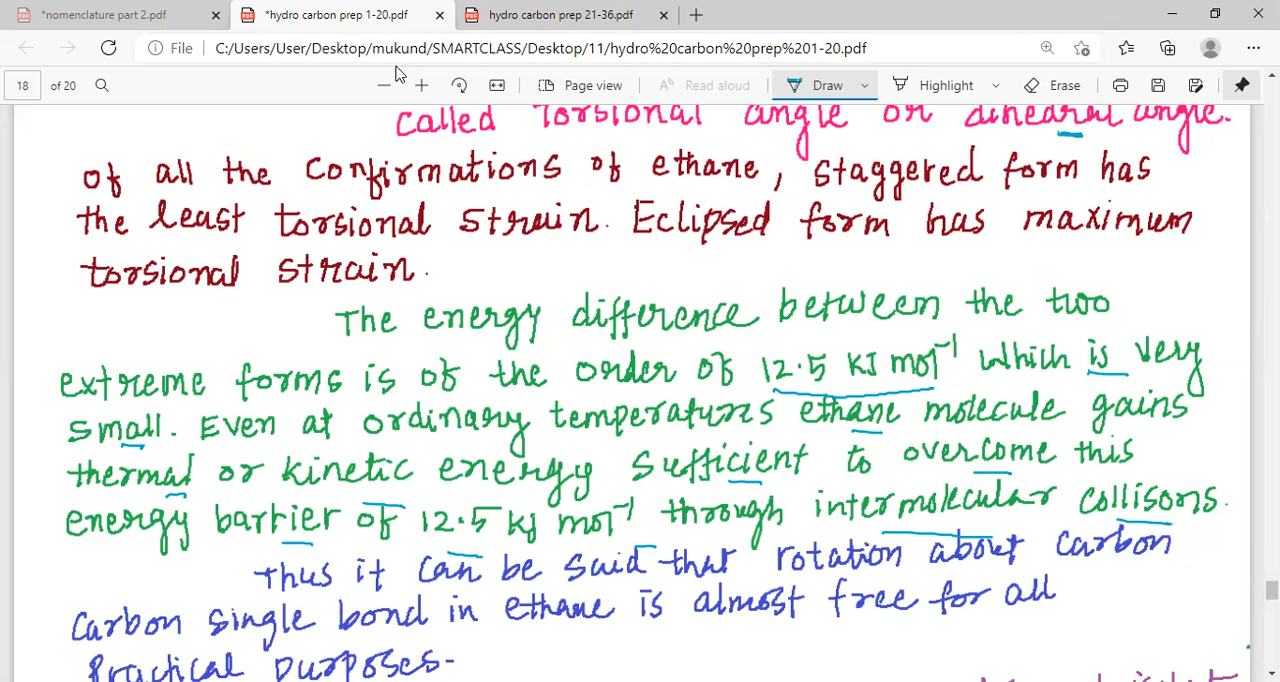 *nomenclature part 2.pdf
*hydro carbon prep 1-20.pdf
hydro carbon prep 21-36.pdf
File
C:/Users/User/Desktop/mukund/SMARTCLASS/Desktop/11/hydro%20carbon%20prep%201-20.pdf
18 of 20
Page view
Read aloud
Draw
Highlight
Erase
called torsional angle or dihedral angle.
of all the confirmations of ethane, staggered form has
the least torsional strain. Eclipsed form has maximum
torsional strain.
The energy difference between the two
extreme forms is of the order of 12.5 KJ mol⁻¹ which is very
small. Even at ordinary temperatures ethane molecule gains
thermal or kinetic energy sufficient to overcome this
energy barrier of 12.5 kj mol⁻¹ through intermolecular collisons.
Thus it can be said that rotation about carbon
carbon single bond in ethane is almost free for all
Practical purposes.